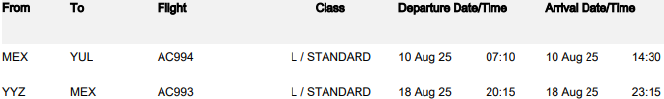 From To Flight Class Departure Date/Time Arrival Date/Time
MEX YUL AC994 L / STANDARD 10 Aug 25 07:10 10 Aug 25 14:30
YYZ MEX AC993 L / STANDARD 18 Aug 25 20:15 18 Aug 25 23:15